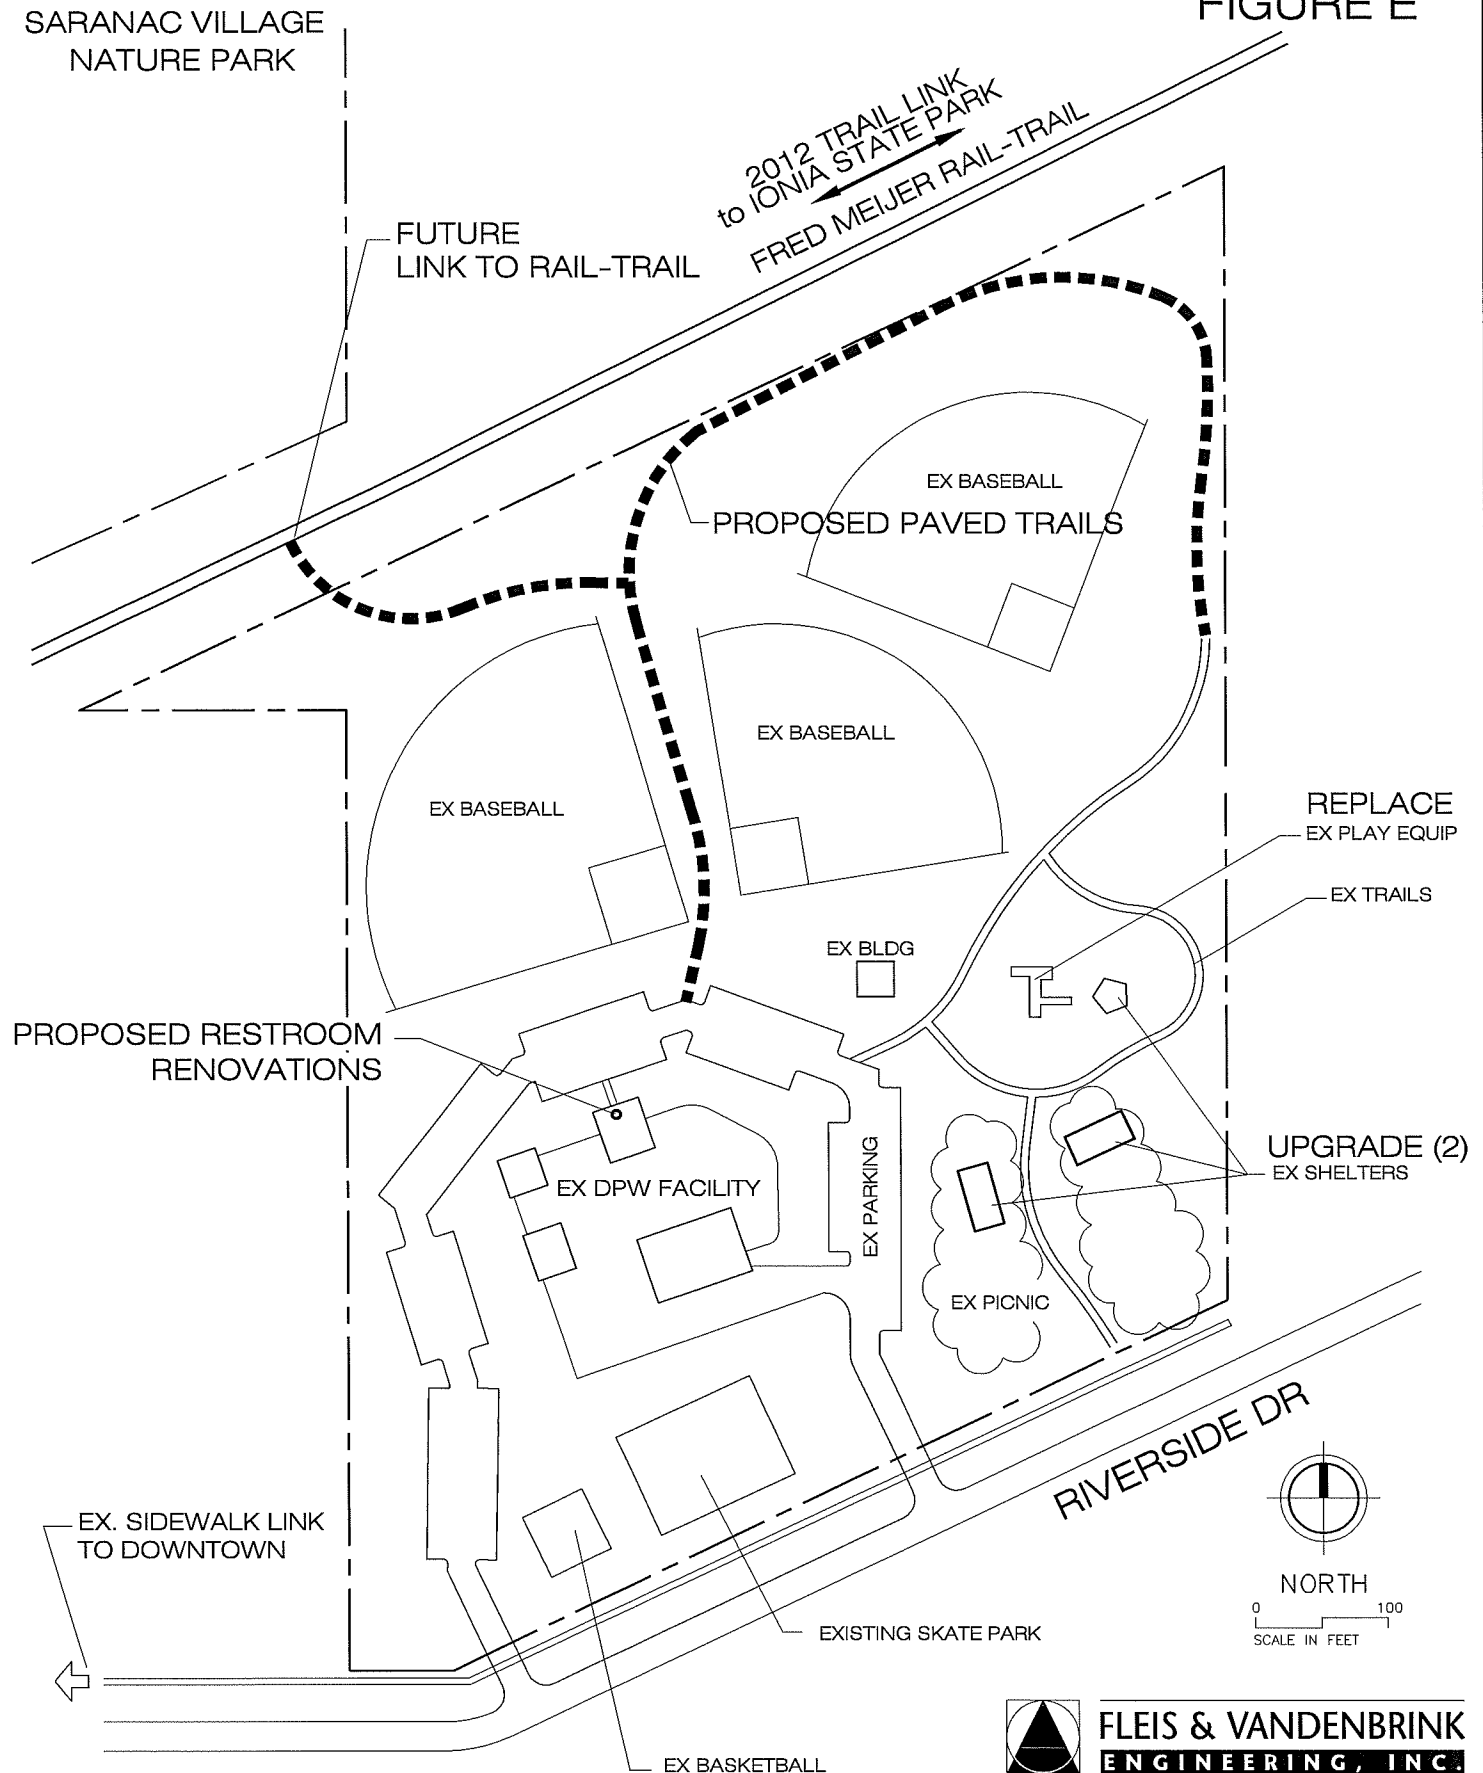 FIGURE E
SARANAC VILLAGE
NATURE PARK
2012 TRAIL LINK
to IONIA STATE PARK
FRED MEIJER RAIL-TRAIL
FUTURE
LINK TO RAIL-TRAIL
EX BASEBALL
PROPOSED PAVED TRAILS
EX BASEBALL
EX BASEBALL
REPLACE
EX PLAY EQUIP
EX TRAILS
EX BLDG
PROPOSED RESTROOM
RENOVATIONS
UPGRADE (2)
EX SHELTERS
EX DPW FACILITY
EX PARKING
EX PICNIC
RIVERSIDE DR
EX. SIDEWALK LINK
TO DOWNTOWN
NORTH
0 100
SCALE IN FEET
EXISTING SKATE PARK
EX BASKETBALL
FLEIS & VANDENBRINK
ENGINEERING, INC.